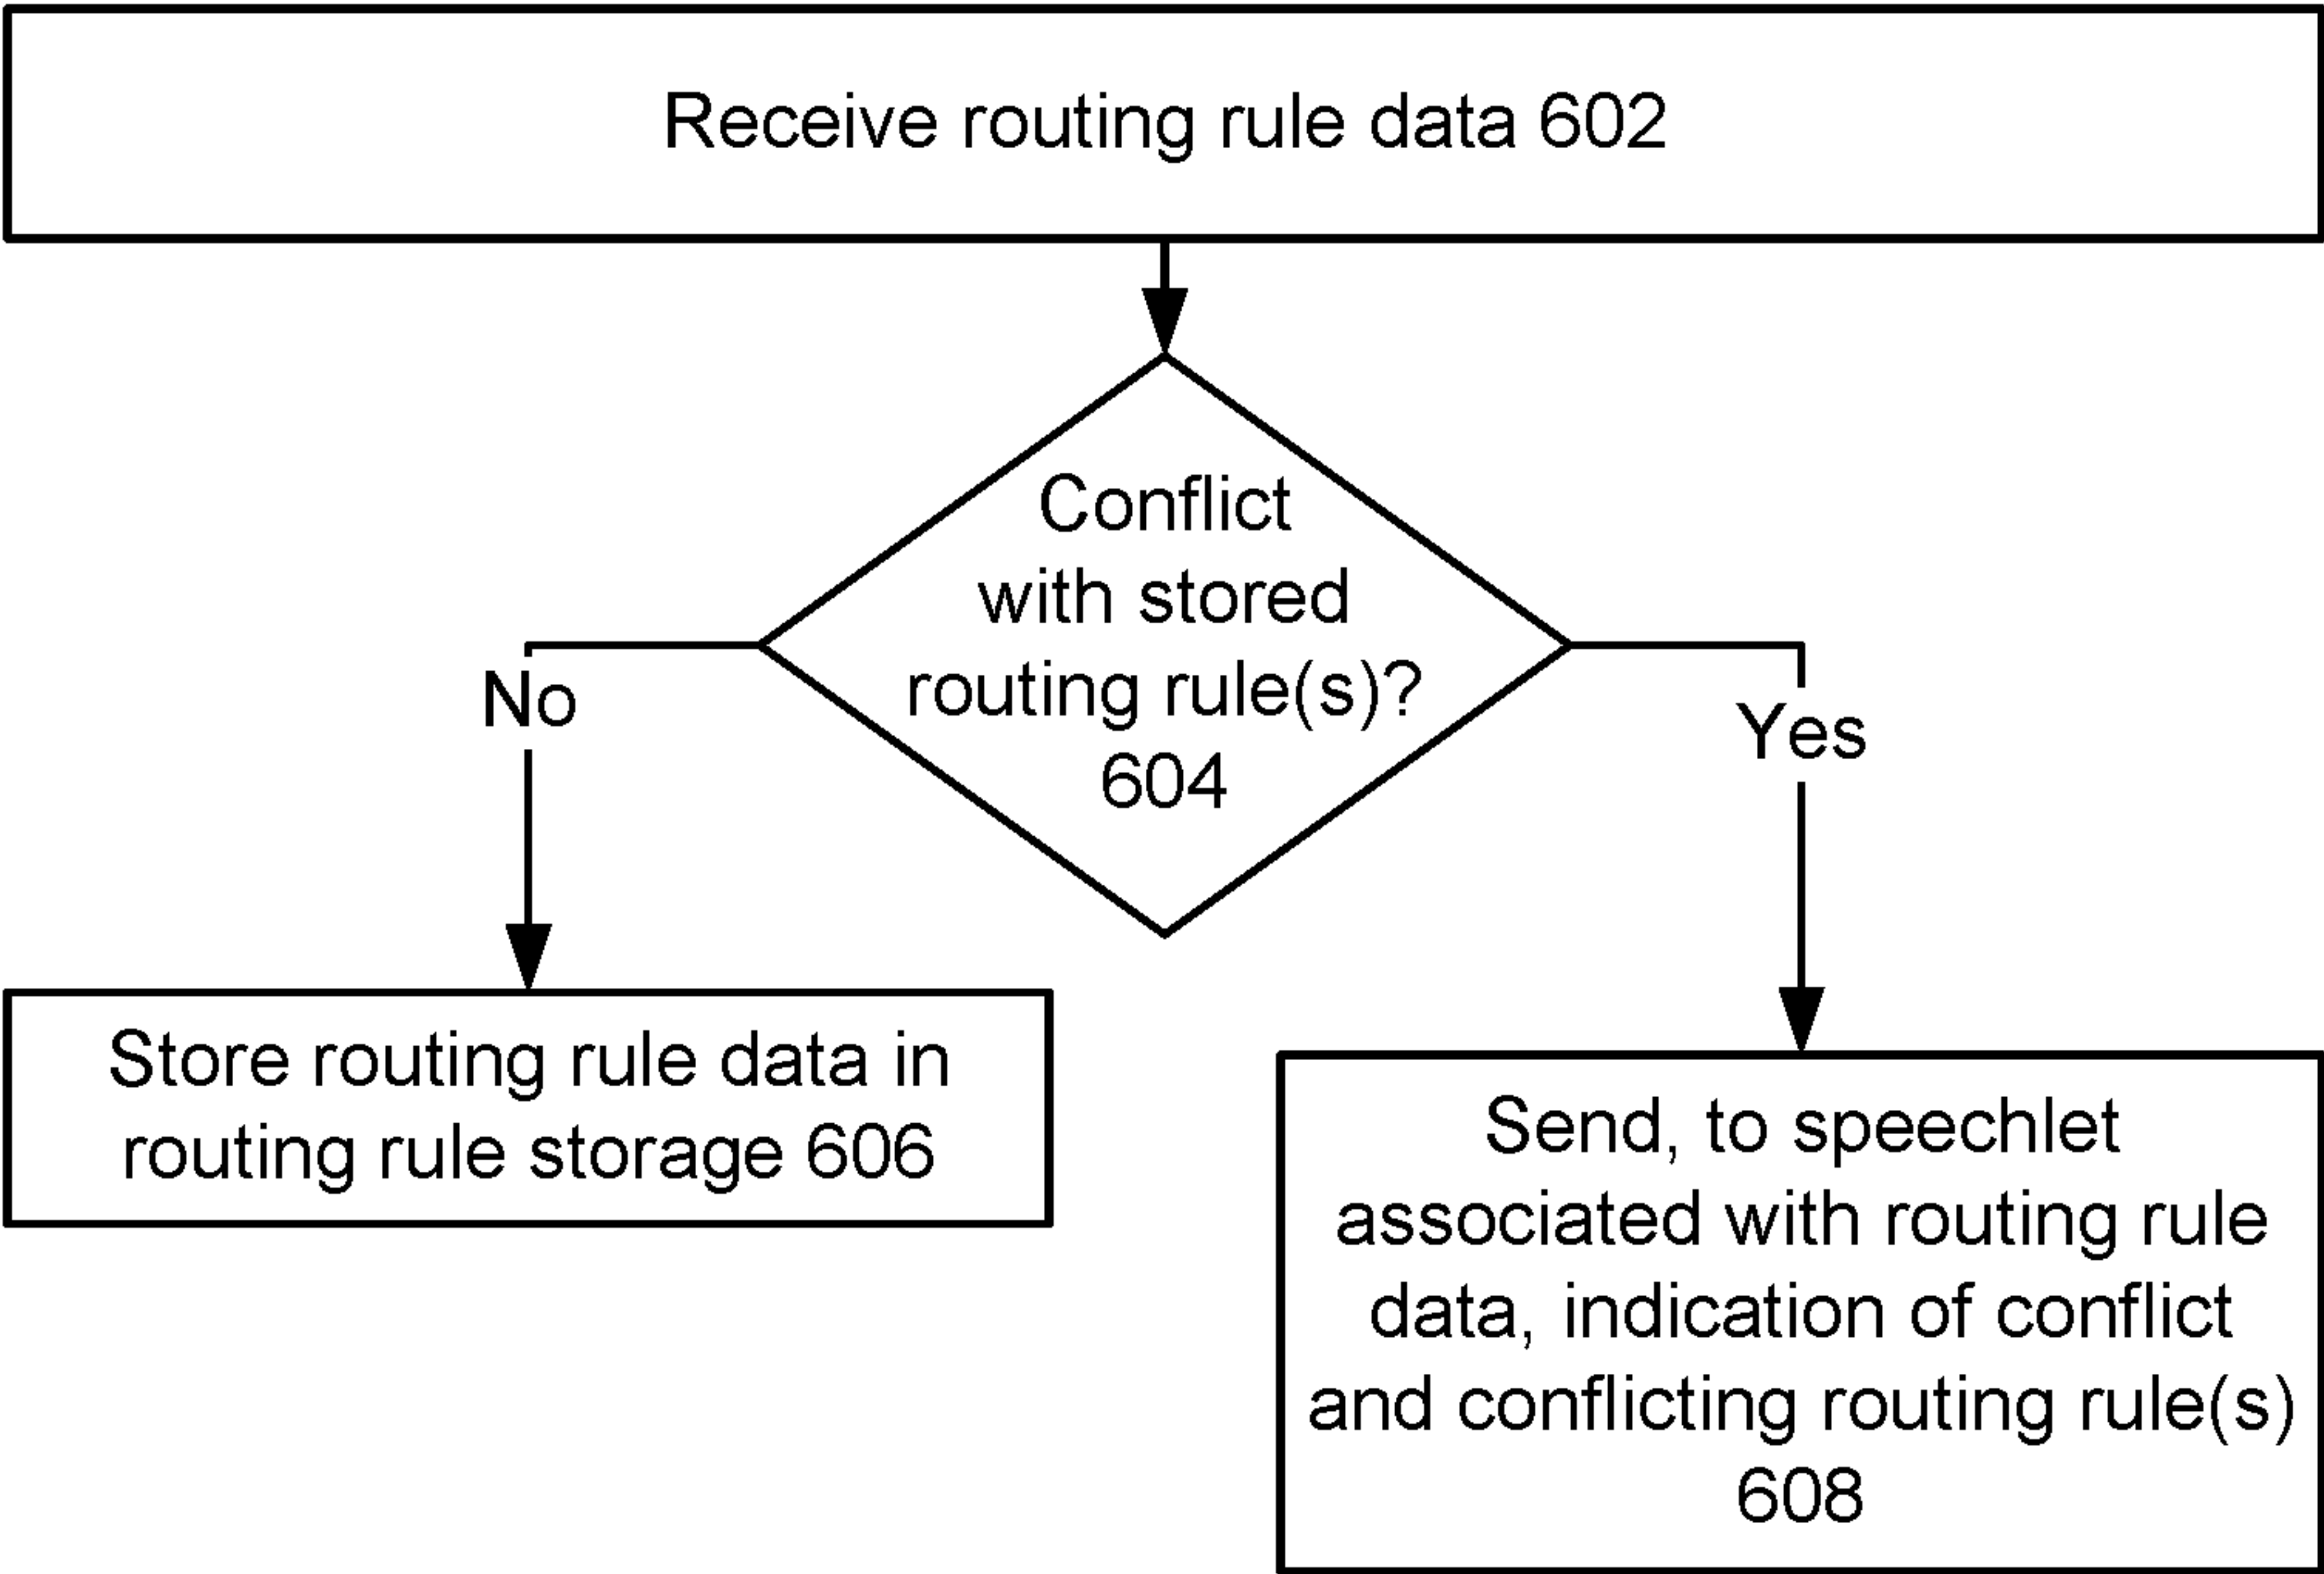 Receive routing rule data 602
Conflict
with stored
routing rule(s)?
604
No
Yes
Store routing rule data in
routing rule storage 606
Send, to speechlet
associated with routing rule
data, indication of conflict
and conflicting routing rule(s)
608